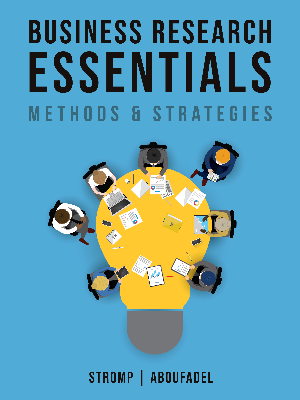 BUSINESS RESEARCH
ESSENTIALS
METHODS & STRATEGIES
STROMP | ABOUFADEL